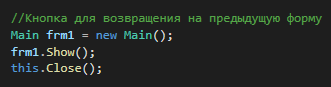 //Кнопка для возвращения на предыдущую форму
Main frm1 = new Main();
frm1.Show();
this.Close();